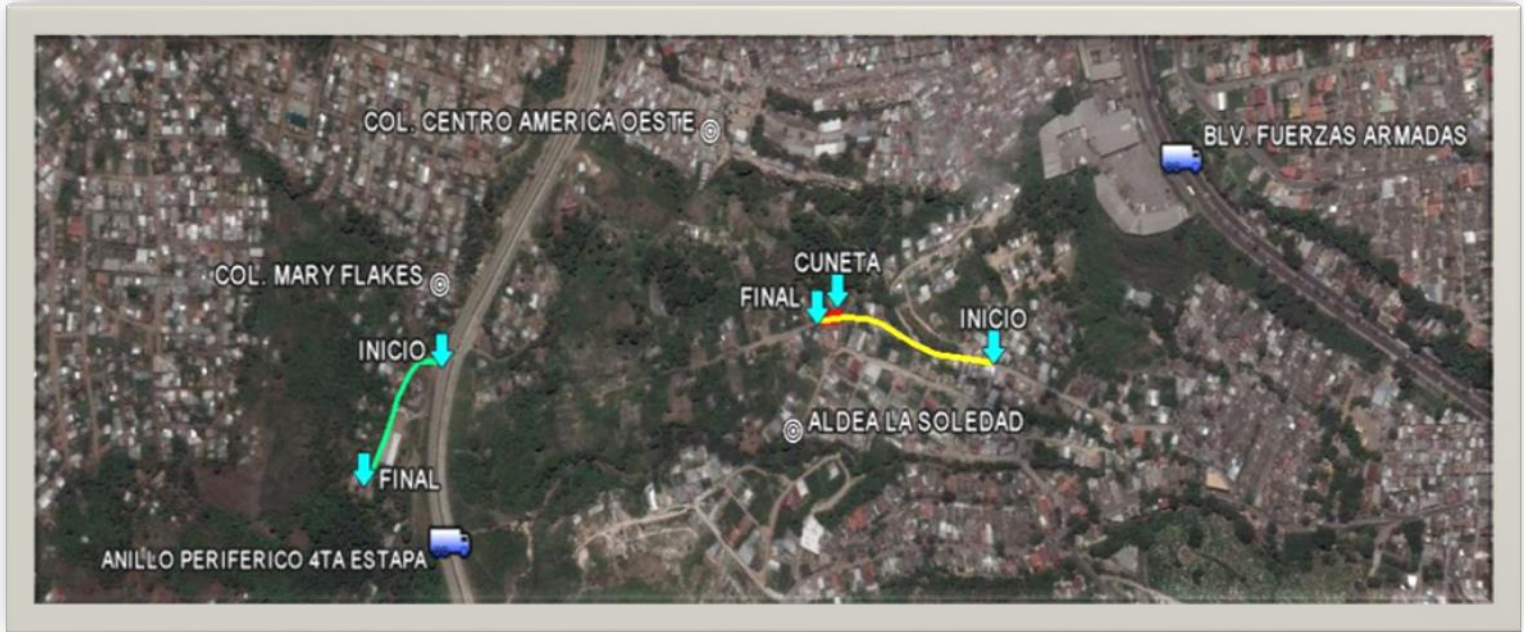 COL. CENTRO AMERICA OESTE
BLV. FUERZAS ARMADAS
COL. MARY FLAKES
CUNETA
FINAL
INICIO
INICIO
ALDEA LA SOLEDAD
FINAL
ANILLO PERIFERICO 4TA ESTAPA